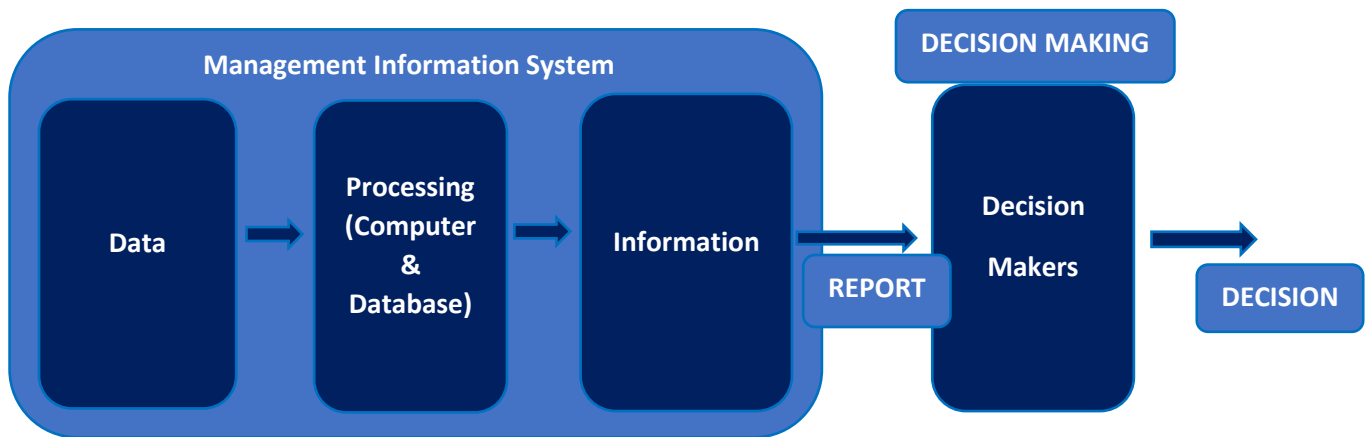 DECISION MAKING
Management Information System
Data
Processing
(Computer
&
Database)
Information
REPORT
Decision
Makers
DECISION